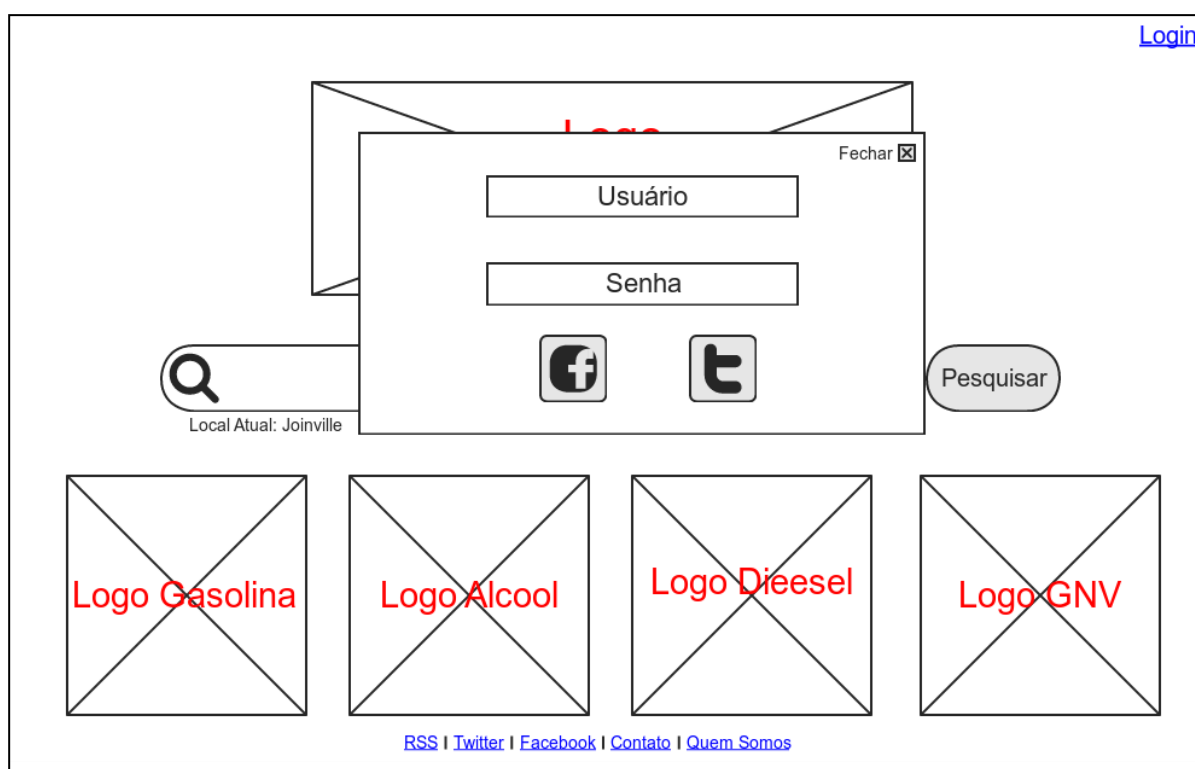 Login
Logo
Fechar
Usuário
Senha
Pesquisar
Local Atual: Joinville
Logo Gasolina
Logo Alcool
Logo Dieesel
Logo GNV
RSS I Twitter I Facebook I Contato I Quem Somos